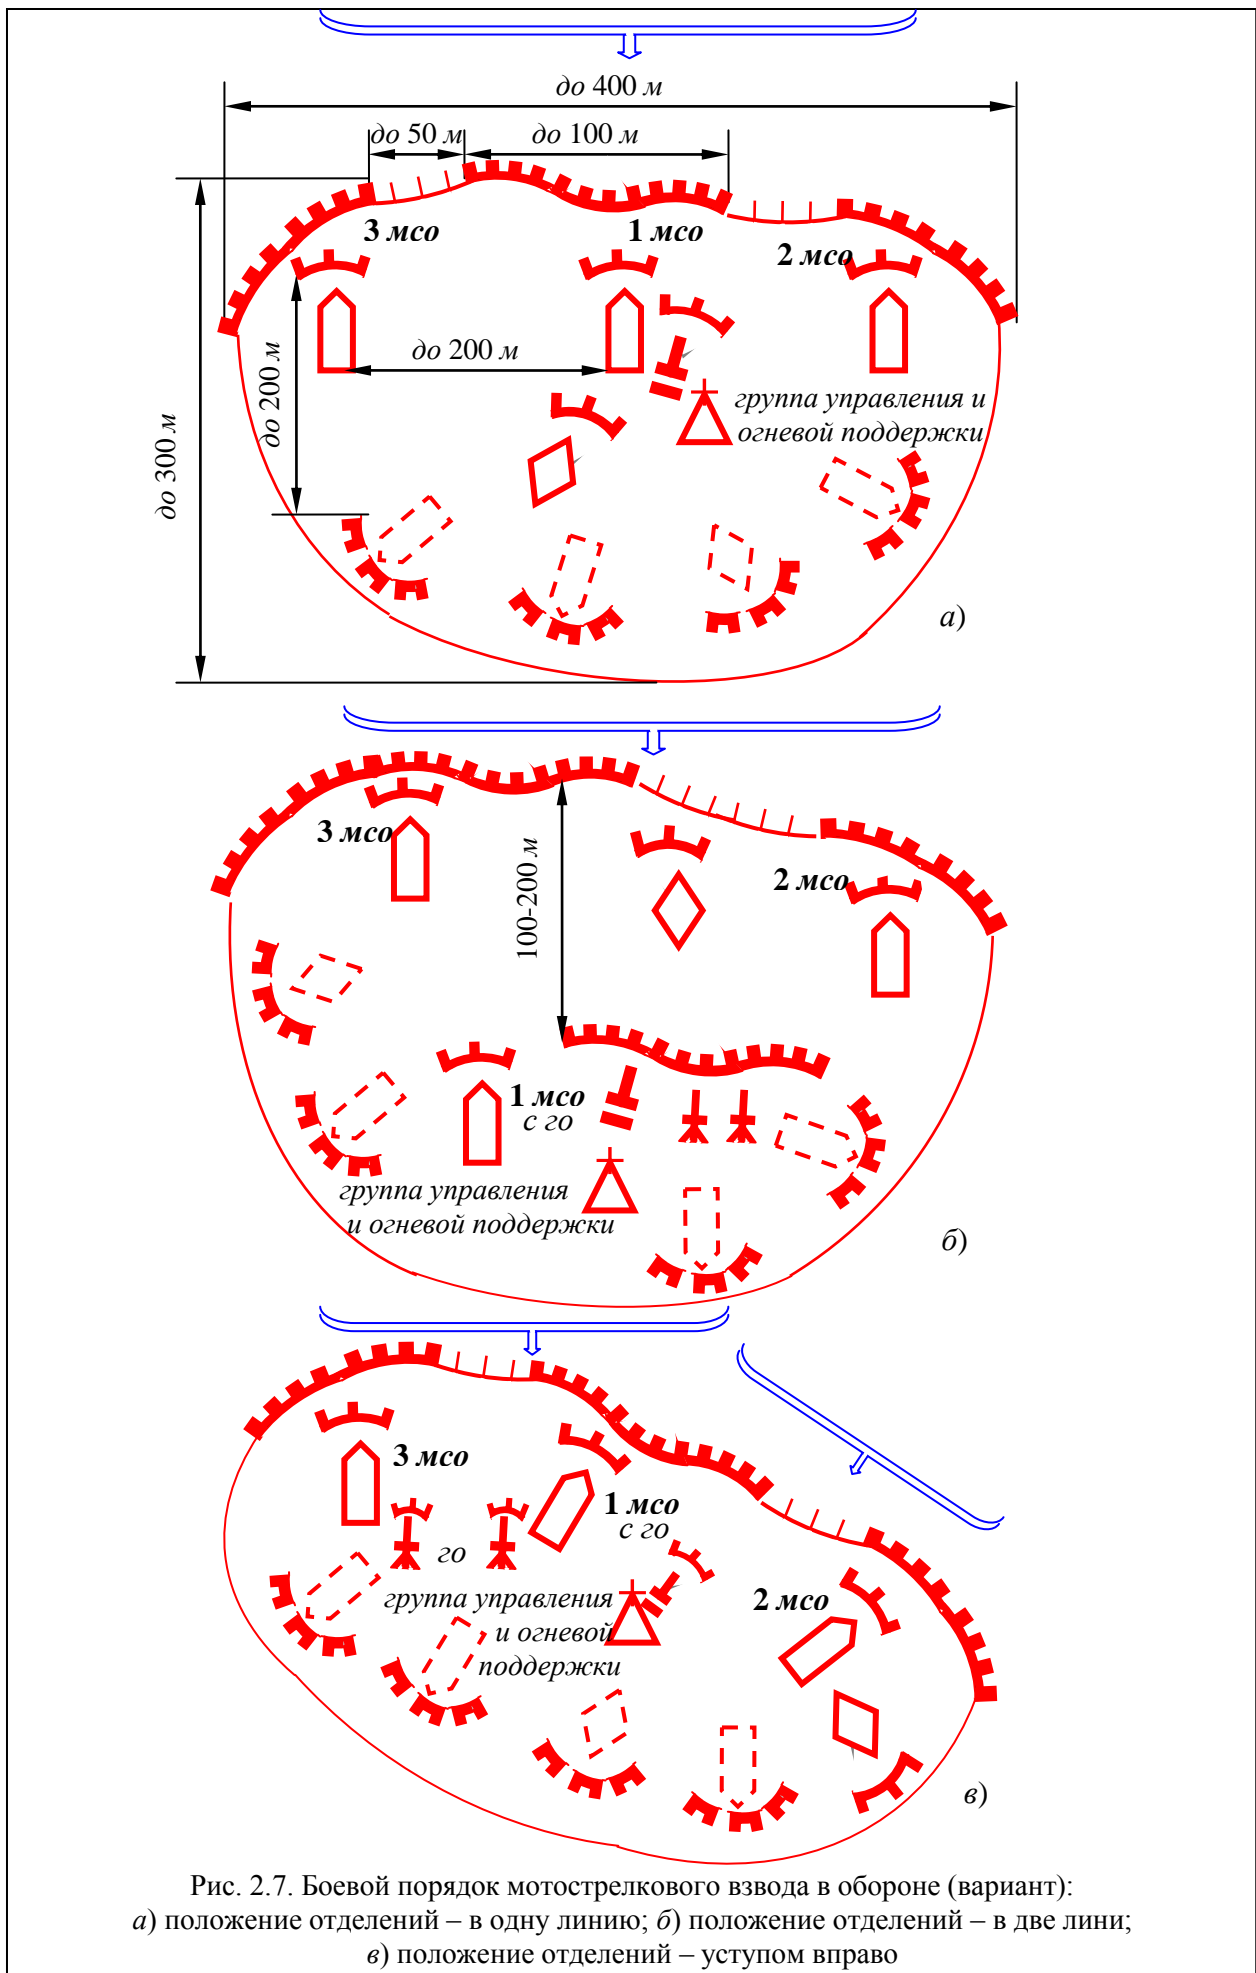 до 400 м
до 50 м
до 100 м
3 мсо
1 мсо
2 мсо
до 200 м
до 200 м
до 300 м
группа управления и
огневой поддержки
а)
3 мсо
100-200 м
2 мсо
1 мсо
с го
группа управления
и огневой поддержки
б)
3 мсо
1 мсо
с го
го
группа управления
и огневой
поддержки
2 мсо
в)
Рис. 2.7. Боевой порядок мотострелкового взвода в обороне (вариант):
а) положение отделений – в одну линию; б) положение отделений – в две лини;
в) положение отделений – уступом вправо